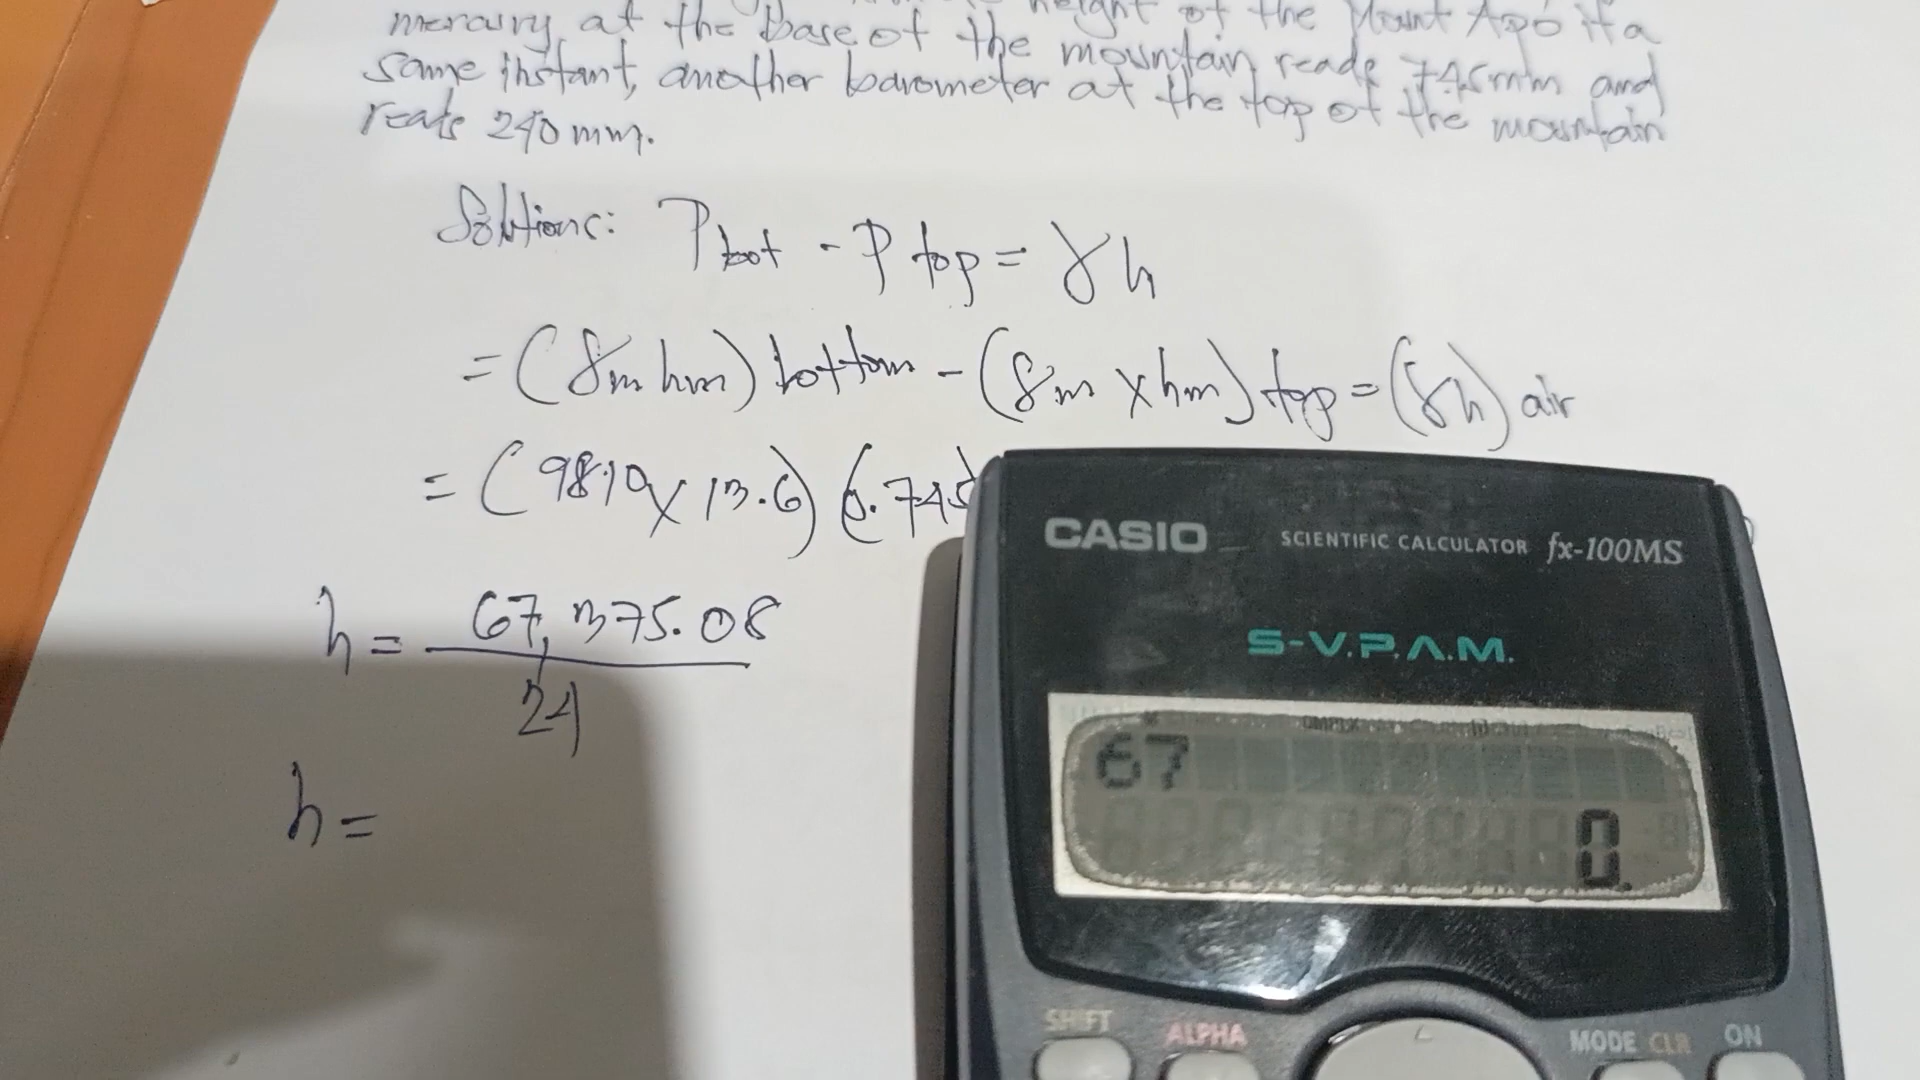 height of the Mount Apo if a
mercury at the base of the mountain reads 745mm and
same instant, another barometer at the top of the mountain
reads 240 mm.
Solutions: Pbot - Ptop = γh
= (γm hm) bottom - (γm x hm) top = (γh) air
= (9810 x 13.6) (0.745)
h = 67,375.08
24
h =
CASIO SCIENTIFIC CALCULATOR fx-100MS
S-V.P.A.M.
67
0.
SHIFT ALPHA MODE CLR ON